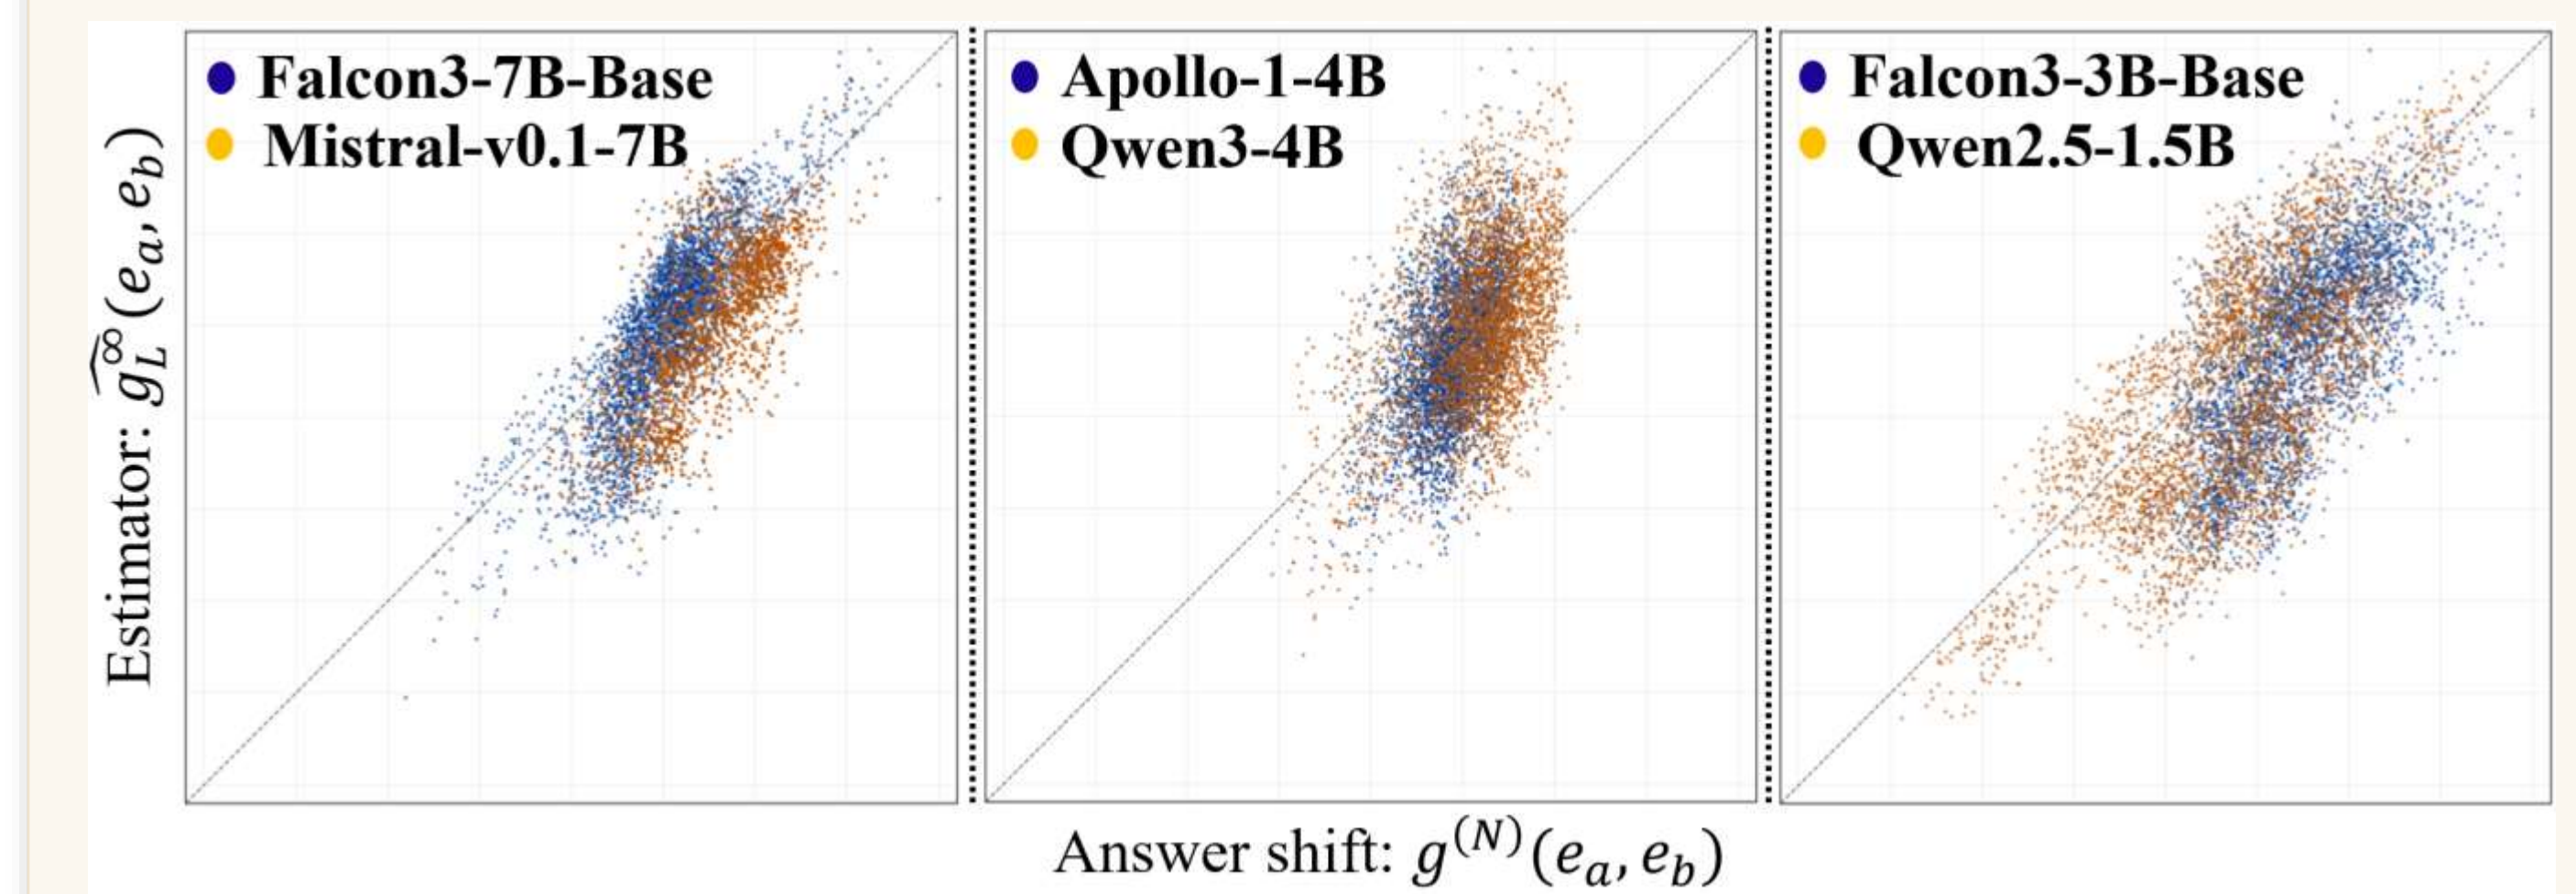 Falcon3-7B-Base
Mistral-v0.1-7B
Apollo-1-4B
Qwen3-4B
Falcon3-3B-Base
Qwen2.5-1.5B
Estimator: $\widehat{g_L^\infty}(e_a, e_b)$
Answer shift: $g^{(N)}(e_a, e_b)$